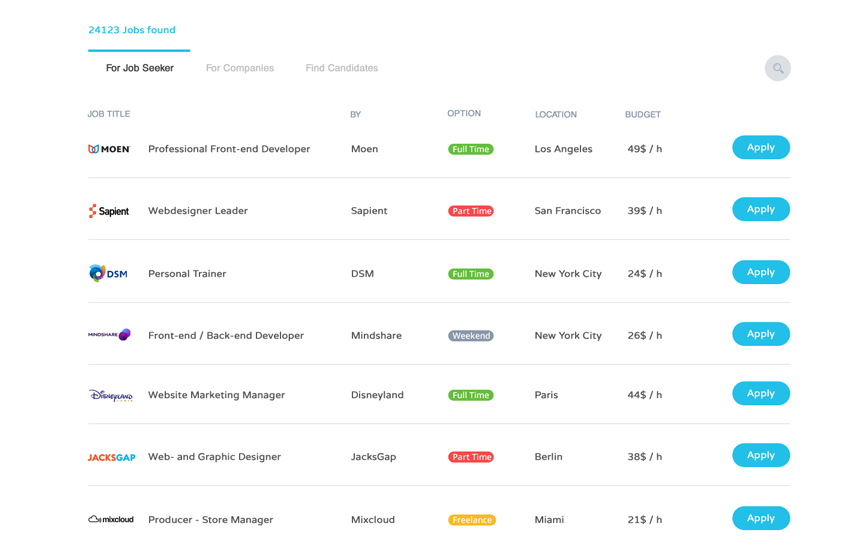 24123 Jobs found
For Job Seeker For Companies Find Candidates
JOB TITLE BY OPTION LOCATION BUDGET
MOEN Professional Front-end Developer Moen Full Time Los Angeles 49$ / h Apply
Sapient Webdesigner Leader Sapient Part Time San Francisco 39$ / h Apply
DSM Personal Trainer DSM Full Time New York City 24$ / h Apply
MINDSHARE Front-end / Back-end Developer Mindshare Weekend New York City 26$ / h Apply
Disneyland Website Marketing Manager Disneyland Full Time Paris 44$ / h Apply
JACKSGAP Web- and Graphic Designer JacksGap Part Time Berlin 38$ / h Apply
mixcloud Producer - Store Manager Mixcloud Freelance Miami 21$ / h Apply